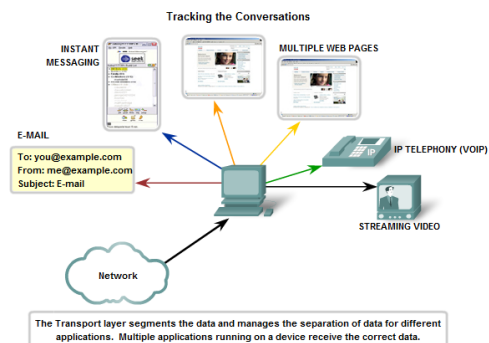 Tracking the Conversations
INSTANT
MESSAGING
MULTIPLE WEB PAGES
E-MAIL
To: you@example.com
From: me@example.com
Subject: E-mail
IP
IP TELEPHONY (VOIP)
STREAMING VIDEO
Network
The Transport layer segments the data and manages the separation of data for different
applications. Multiple applications running on a device receive the correct data.